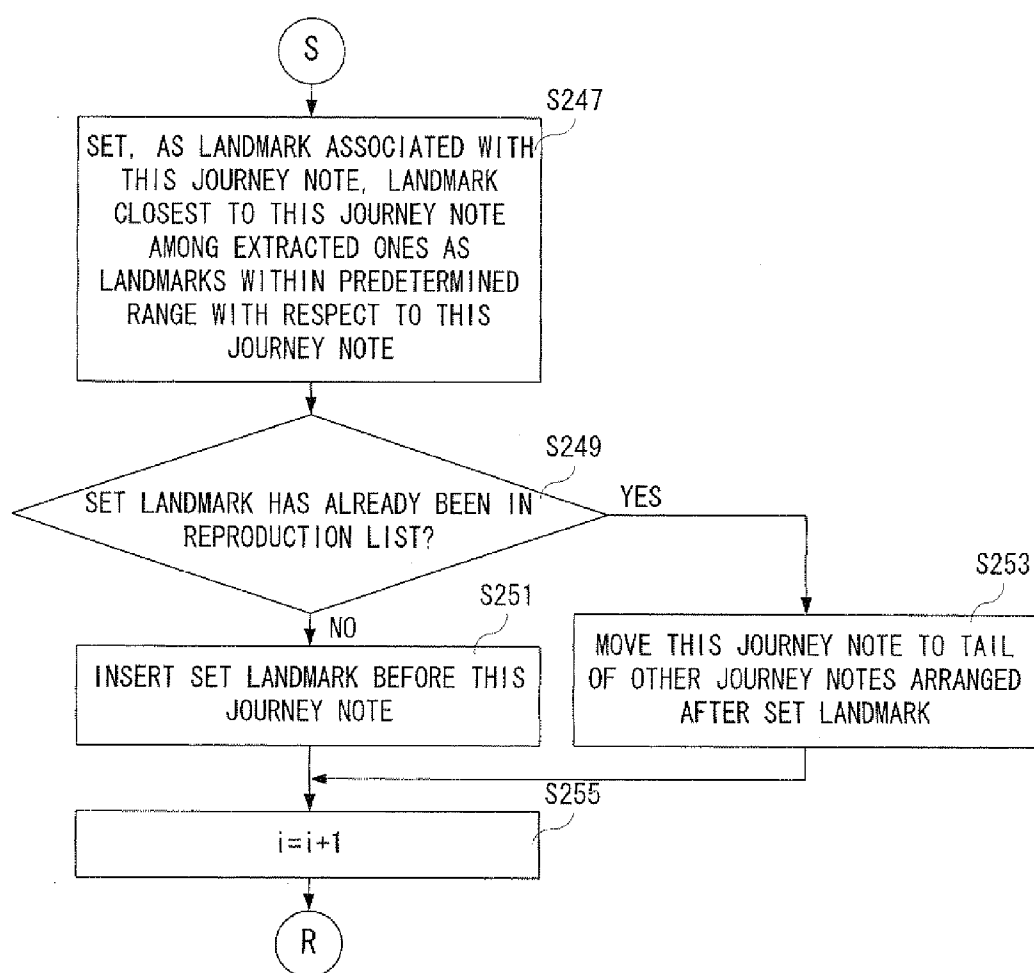 S
S247
SET, AS LANDMARK ASSOCIATED WITH
THIS JOURNEY NOTE, LANDMARK
CLOSEST TO THIS JOURNEY NOTE
AMONG EXTRACTED ONES AS
LANDMARKS WITHIN PREDETERMINED
RANGE WITH RESPECT TO THIS
JOURNEY NOTE
S249
SET LANDMARK HAS ALREADY BEEN IN
REPRODUCTION LIST?
YES
NO
S251
INSERT SET LANDMARK BEFORE THIS
JOURNEY NOTE
S253
MOVE THIS JOURNEY NOTE TO TAIL
OF OTHER JOURNEY NOTES ARRANGED
AFTER SET LANDMARK
S255
i=i+1
R